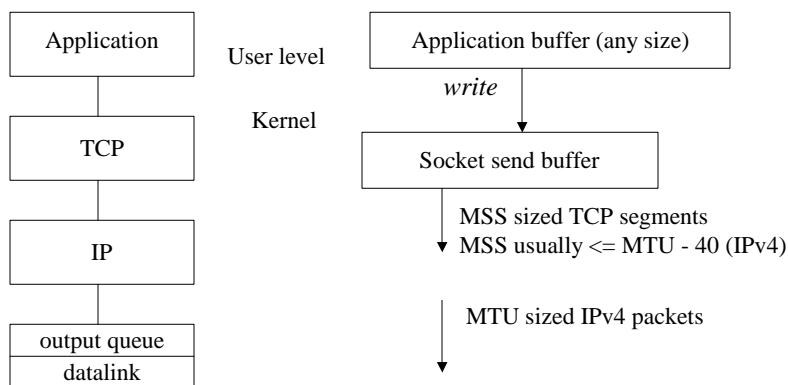 Application
User level
Application buffer (any size)
write
Kernel
TCP
Socket send buffer
MSS sized TCP segments
MSS usually <= MTU - 40 (IPv4)
IP
MTU sized IPv4 packets
output queue
datalink